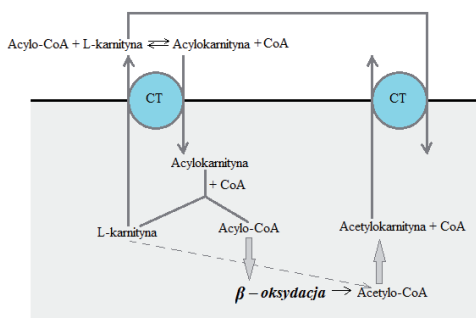 Acylo-CoA + L-karnityna ⇌ Acylokarnityna + CoA
CT
CT
Acylokarnityna
+ CoA
L-karnityna
Acylo-CoA
Acetylokarnityna + CoA
β – oksydacja → Acetylo-CoA